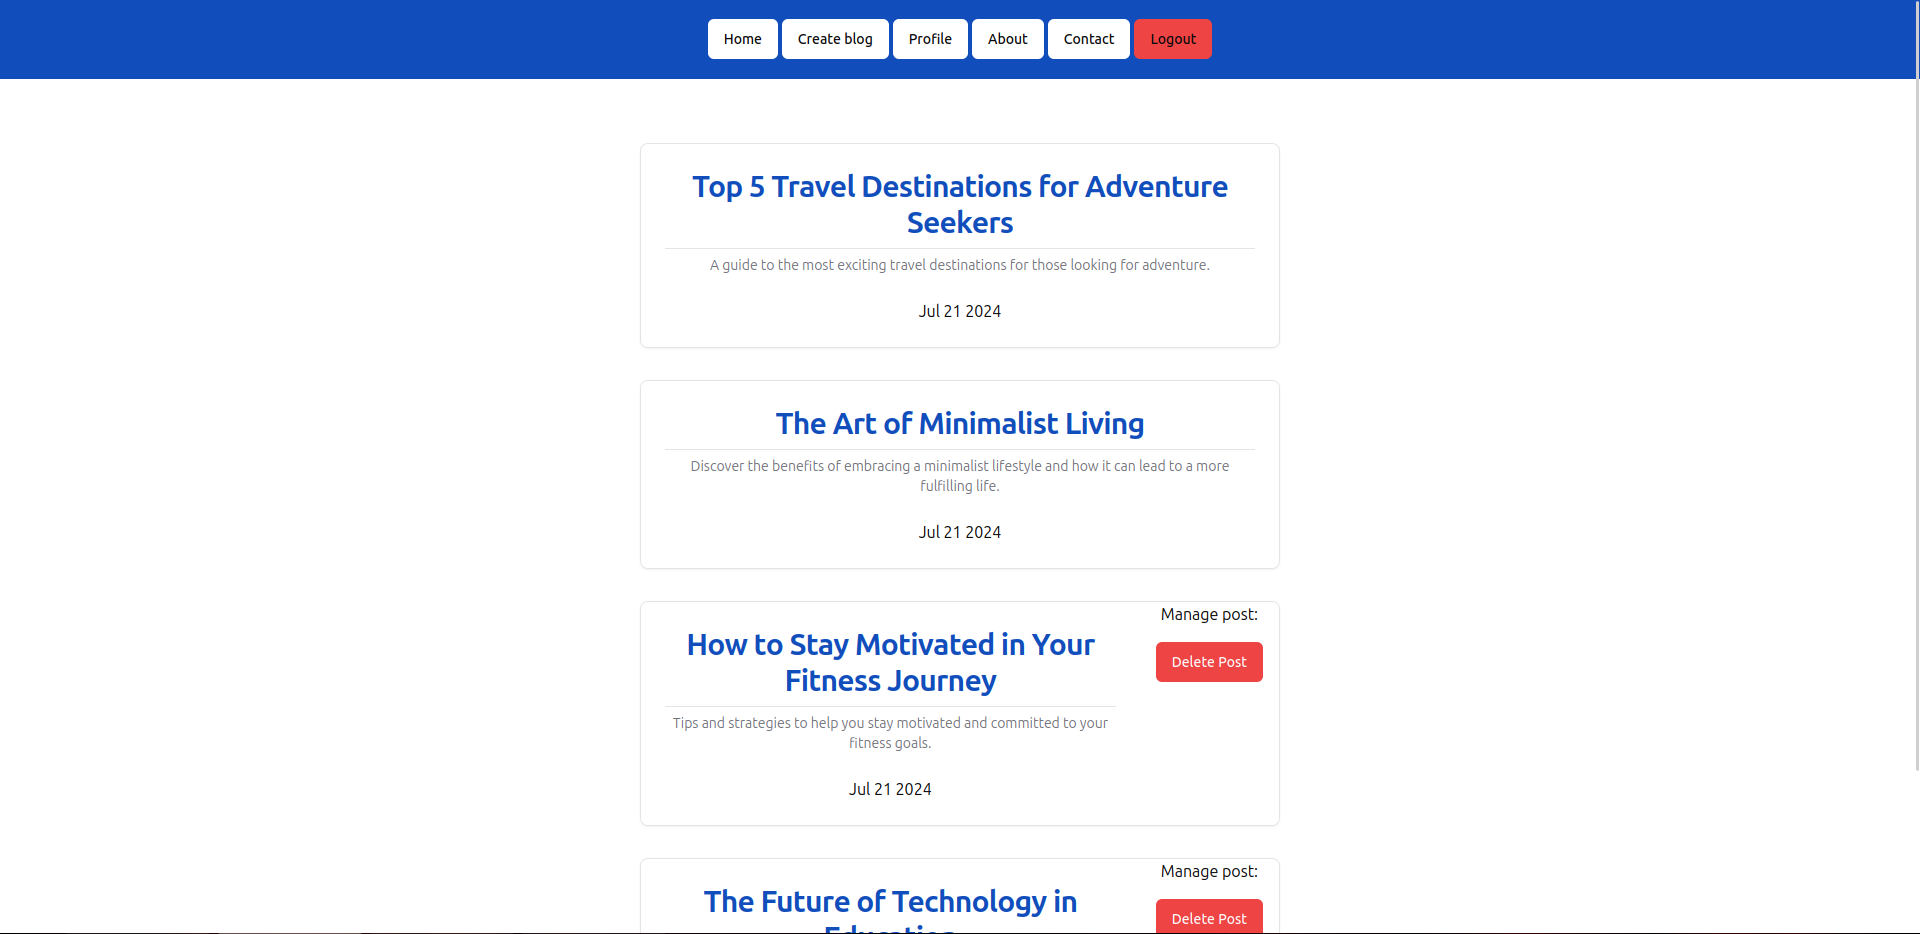 Home Create blog Profile About Contact Logout
Top 5 Travel Destinations for Adventure
Seekers
A guide to the most exciting travel destinations for those looking for adventure.
Jul 21 2024
The Art of Minimalist Living
Discover the benefits of embracing a minimalist lifestyle and how it can lead to a more
fulfilling life.
Jul 21 2024
How to Stay Motivated in Your
Fitness Journey
Tips and strategies to help you stay motivated and committed to your
fitness goals.
Jul 21 2024
Manage post:
Delete Post
The Future of Technology in
Education
Manage post:
Delete Post